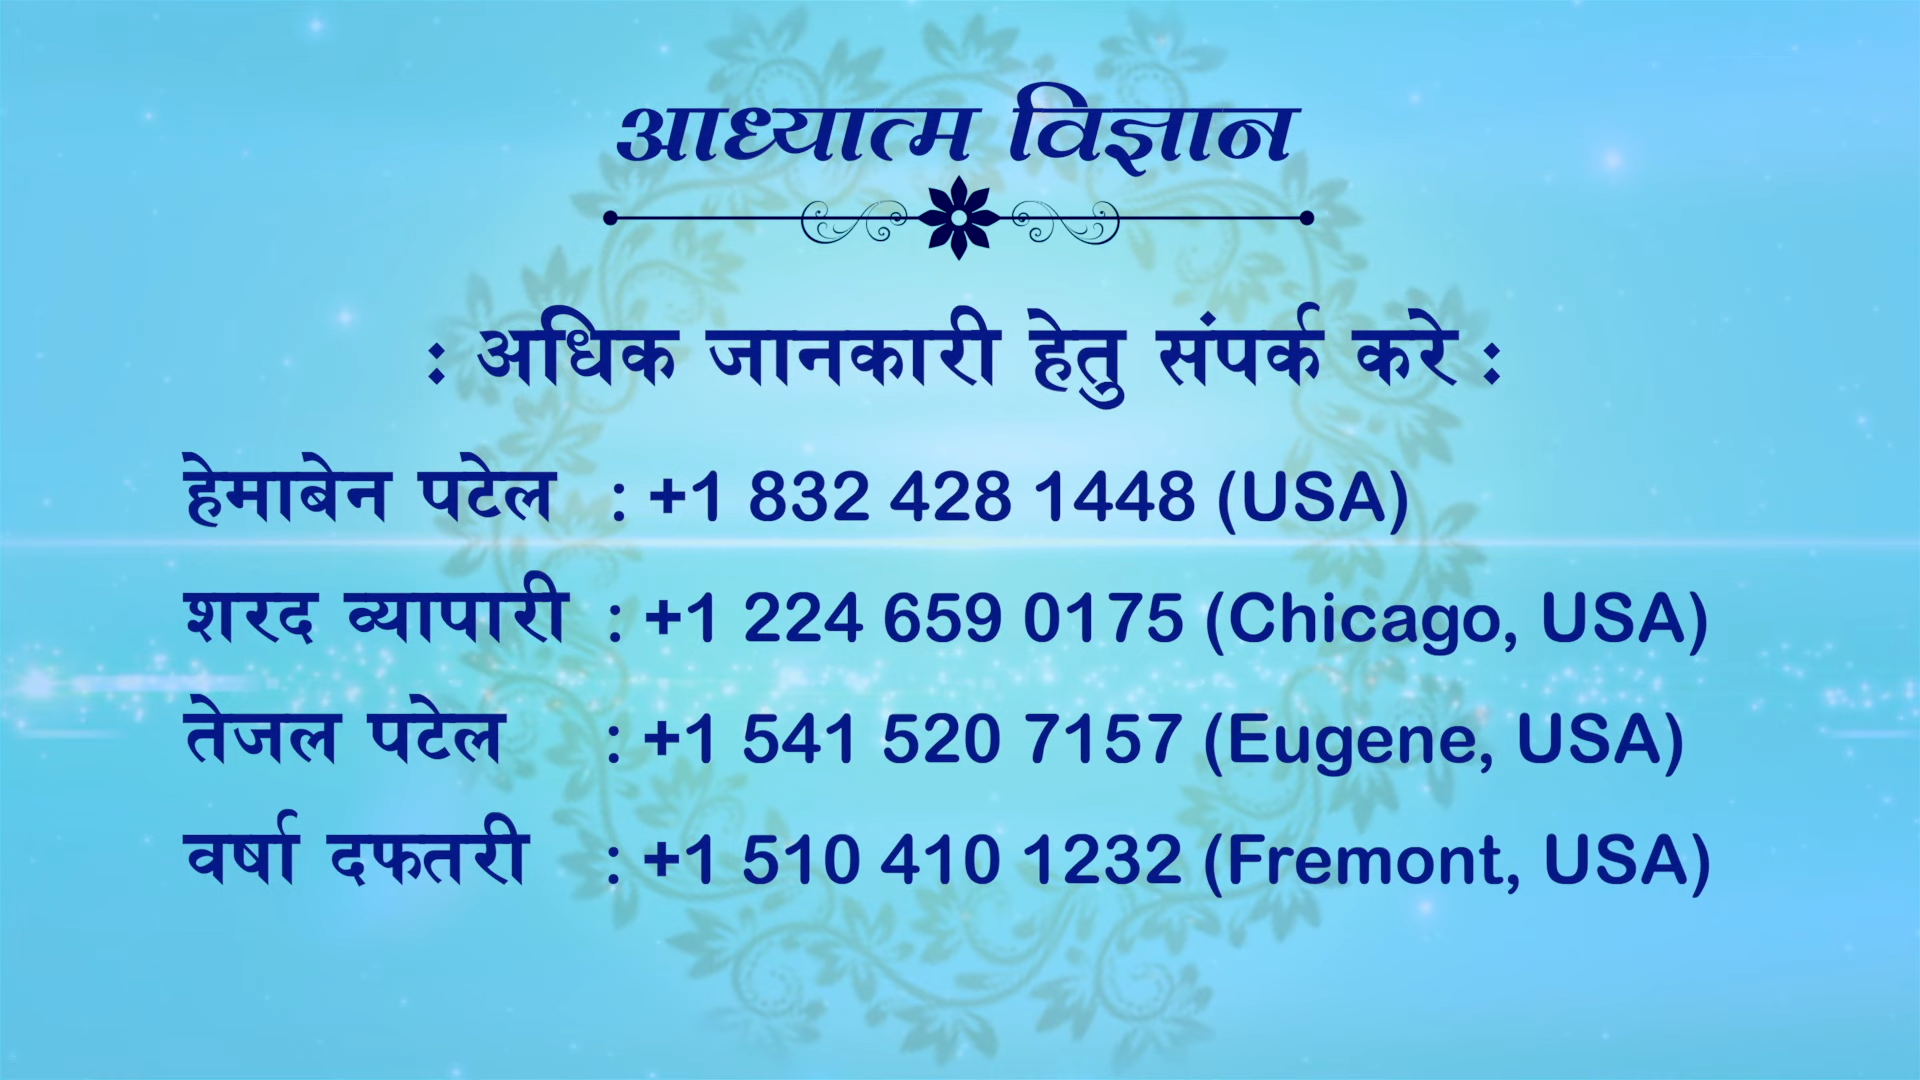 आध्यात्म विज्ञान
: अधिक जानकारी हेतु संपर्क करे :
हेमाबेन पटेल : +1 832 428 1448 (USA)
शरद व्यापारी : +1 224 659 0175 (Chicago, USA)
तेजल पटेल : +1 541 520 7157 (Eugene, USA)
वर्षा दफतरी : +1 510 410 1232 (Fremont, USA)